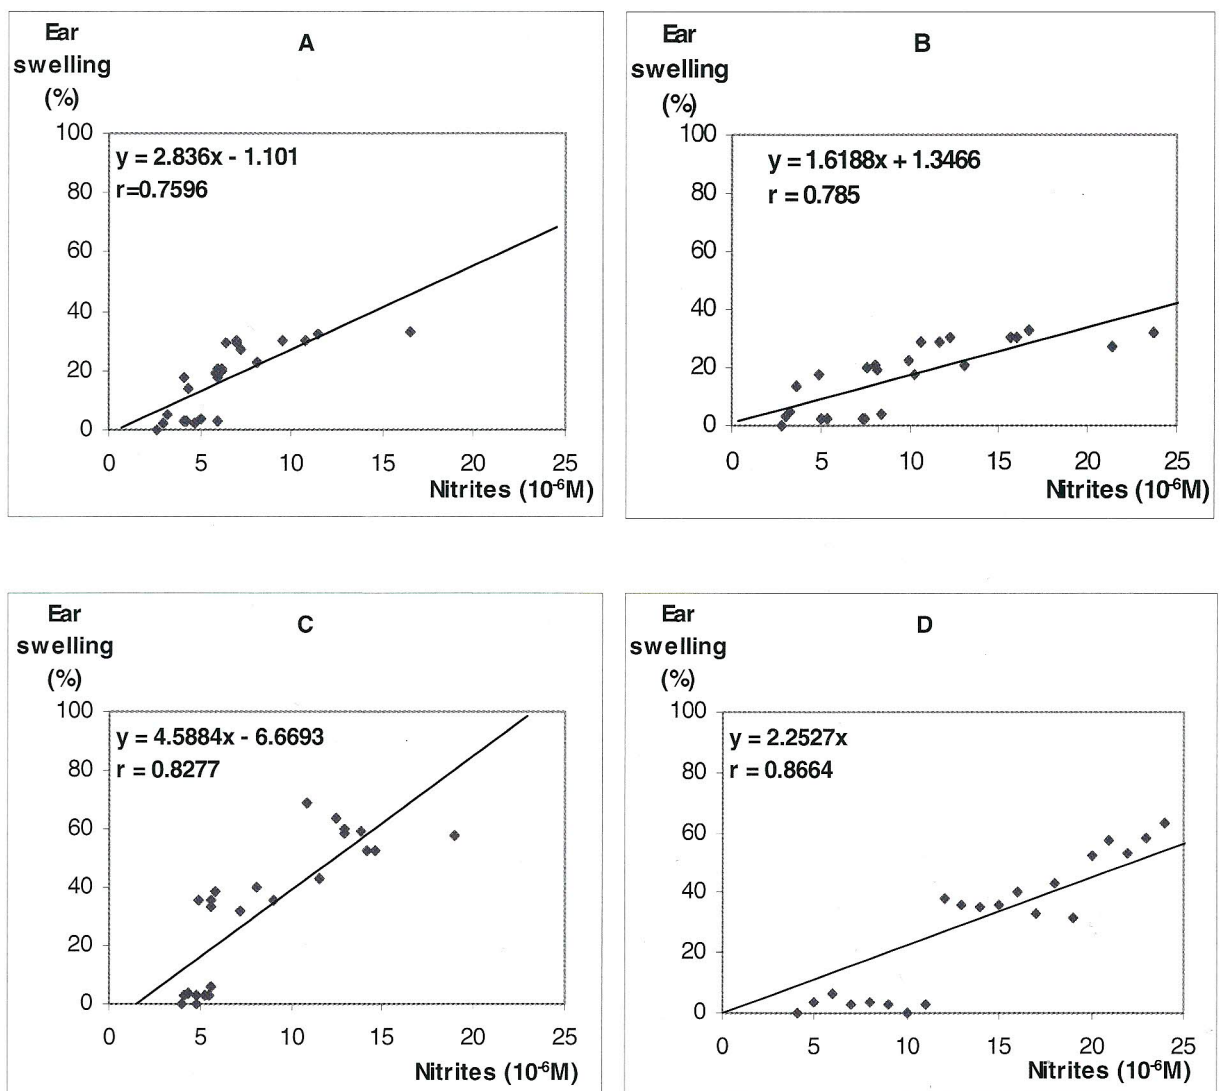 Ear
swelling
(%)
A
100
y = 2.836x - 1.101
r=0.7596
80
60
40
20
0
0 5 10 15 20 25
Nitrites (10⁻⁶M)
Ear
swelling
(%)
B
100
y = 1.6188x + 1.3466
r = 0.785
80
60
40
20
0
0 5 10 15 20 25
Nitrites (10⁻⁶M)
Ear
swelling
(%)
C
100
y = 4.5884x - 6.6693
r = 0.8277
80
60
40
20
0
0 5 10 15 20 25
Nitrites (10⁻⁶M)
Ear
swelling
(%)
D
100
y = 2.2527x
r = 0.8664
80
60
40
20
0
0 5 10 15 20 25
Nitrites (10⁻⁶M)